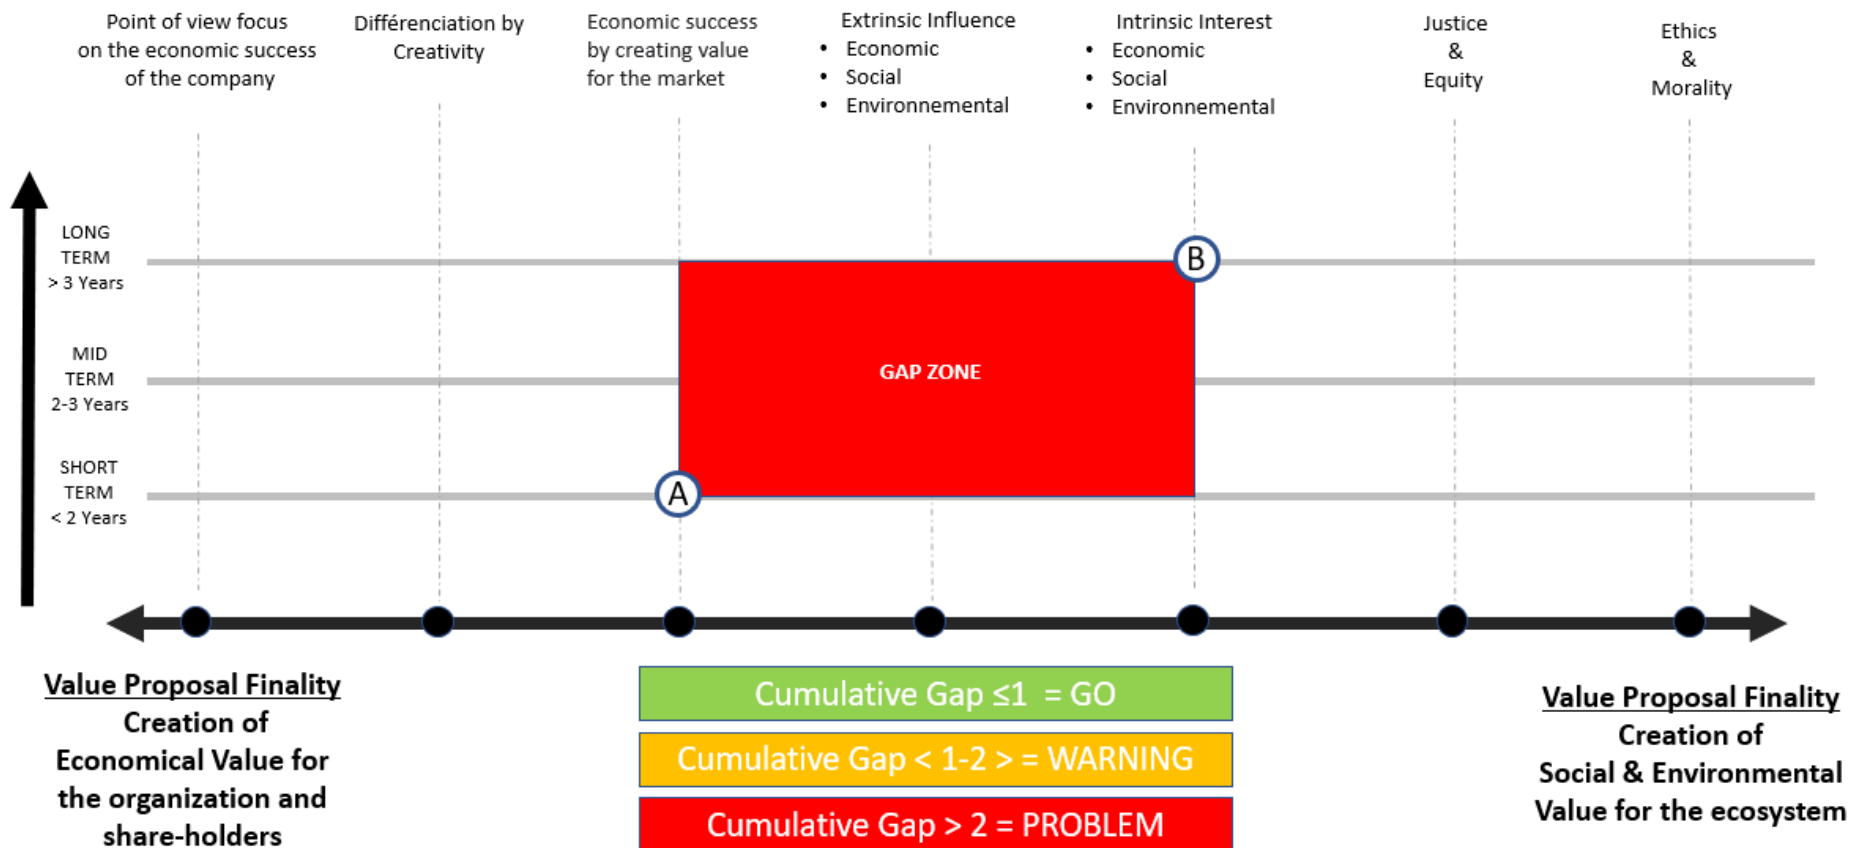 Point of view focus
on the economic success
of the company
Différenciation by
Creativity
Economic success
by creating value
for the market
Extrinsic Influence
• Economic
• Social
• Environnemental
Intrinsic Interest
• Economic
• Social
• Environnemental
Justice
&
Equity
Ethics
&
Morality
LONG
TERM
> 3 Years
MID
TERM
2-3 Years
SHORT
TERM
< 2 Years
B
GAP ZONE
A
Value Proposal Finality
Creation of
Economical Value for
the organization and
share-holders
Cumulative Gap ≤1 = GO
Cumulative Gap < 1-2 > = WARNING
Cumulative Gap > 2 = PROBLEM
Value Proposal Finality
Creation of
Social & Environmental
Value for the ecosystem